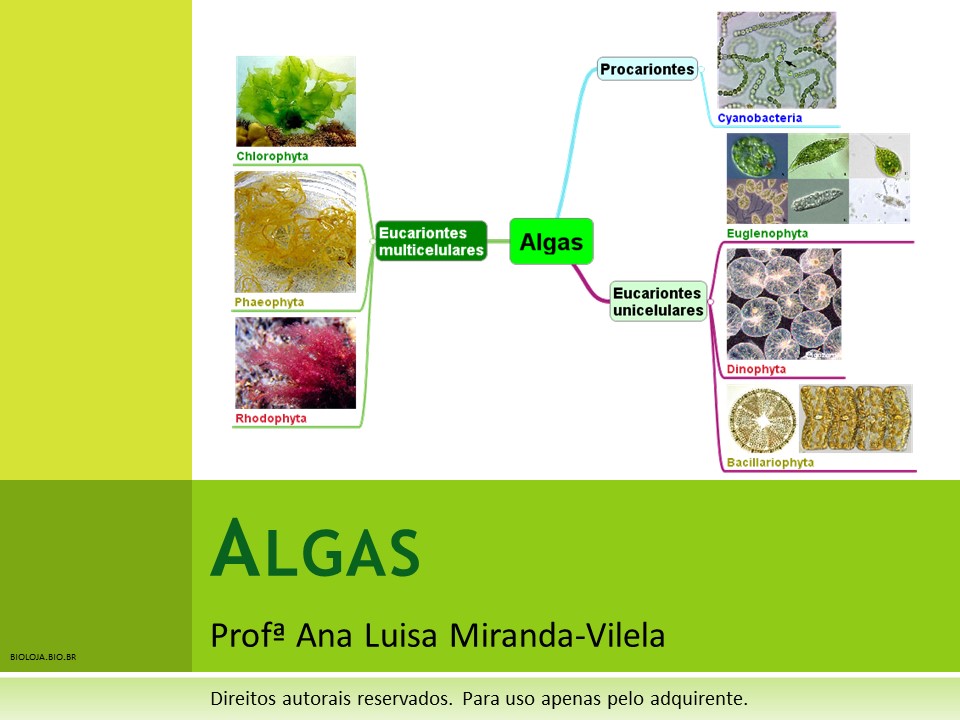 Procariontes
Cyanobacteria
Chlorophyta
Phaeophyta
Rhodophyta
Eucariontes
multicelulares
Algas
Eucariontes
unicelulares
Euglenophyta
Dinophyta
Bacillariophyta
ALGAS
Profª Ana Luisa Miranda-Vilela
BIOLOJA.BIO.BR
Direitos autorais reservados. Para uso apenas pelo adquirente.